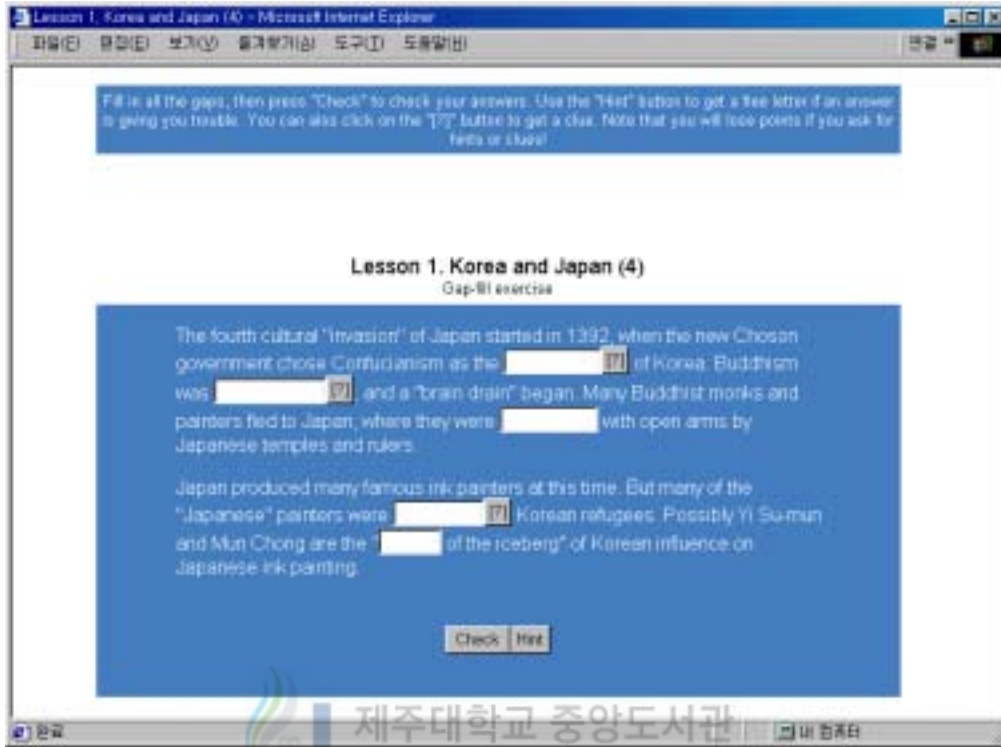 Lesson 1, Korea and Japan (4) - Microsoft Internet Explorer
파일(E) 편집(E) 보기(V) 즐겨찾기(A) 도구(T) 도움말(H) 연결 »
Fill in all the gaps, then press "Check" to check your answers. Use the "Hint" button to get a free letter if an answer
is giving you trouble. You can also click on the "[?]" button to get a clue. Note that you will lose points if you ask for
hints or clues!
Lesson 1. Korea and Japan (4)
Gap-fill exercise
The fourth cultural "invasion" of Japan started in 1392, when the new Choson
government chose Confucianism as the [?] of Korea. Buddhism
was [?] and a "brain drain" began. Many Buddhist monks and
painters fled to Japan, where they were with open arms by
Japanese temples and rulers.
Japan produced many famous ink painters at this time. But many of the
"Japanese" painters were [?] Korean refugees. Possibly Yi Su-mun
and Mun Chong are the " of the iceberg" of Korean influence on
Japanese ink painting.
Check Hint
제주대학교 중앙도서관
완료 내 컴퓨터